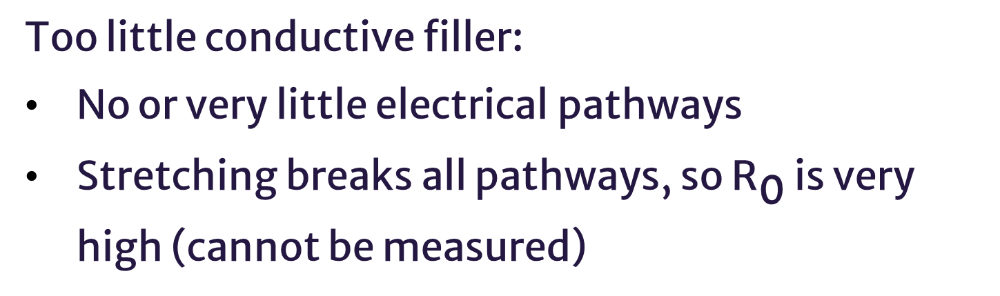 Too little conductive filler:
• No or very little electrical pathways
• Stretching breaks all pathways, so R₀ is very
high (cannot be measured)